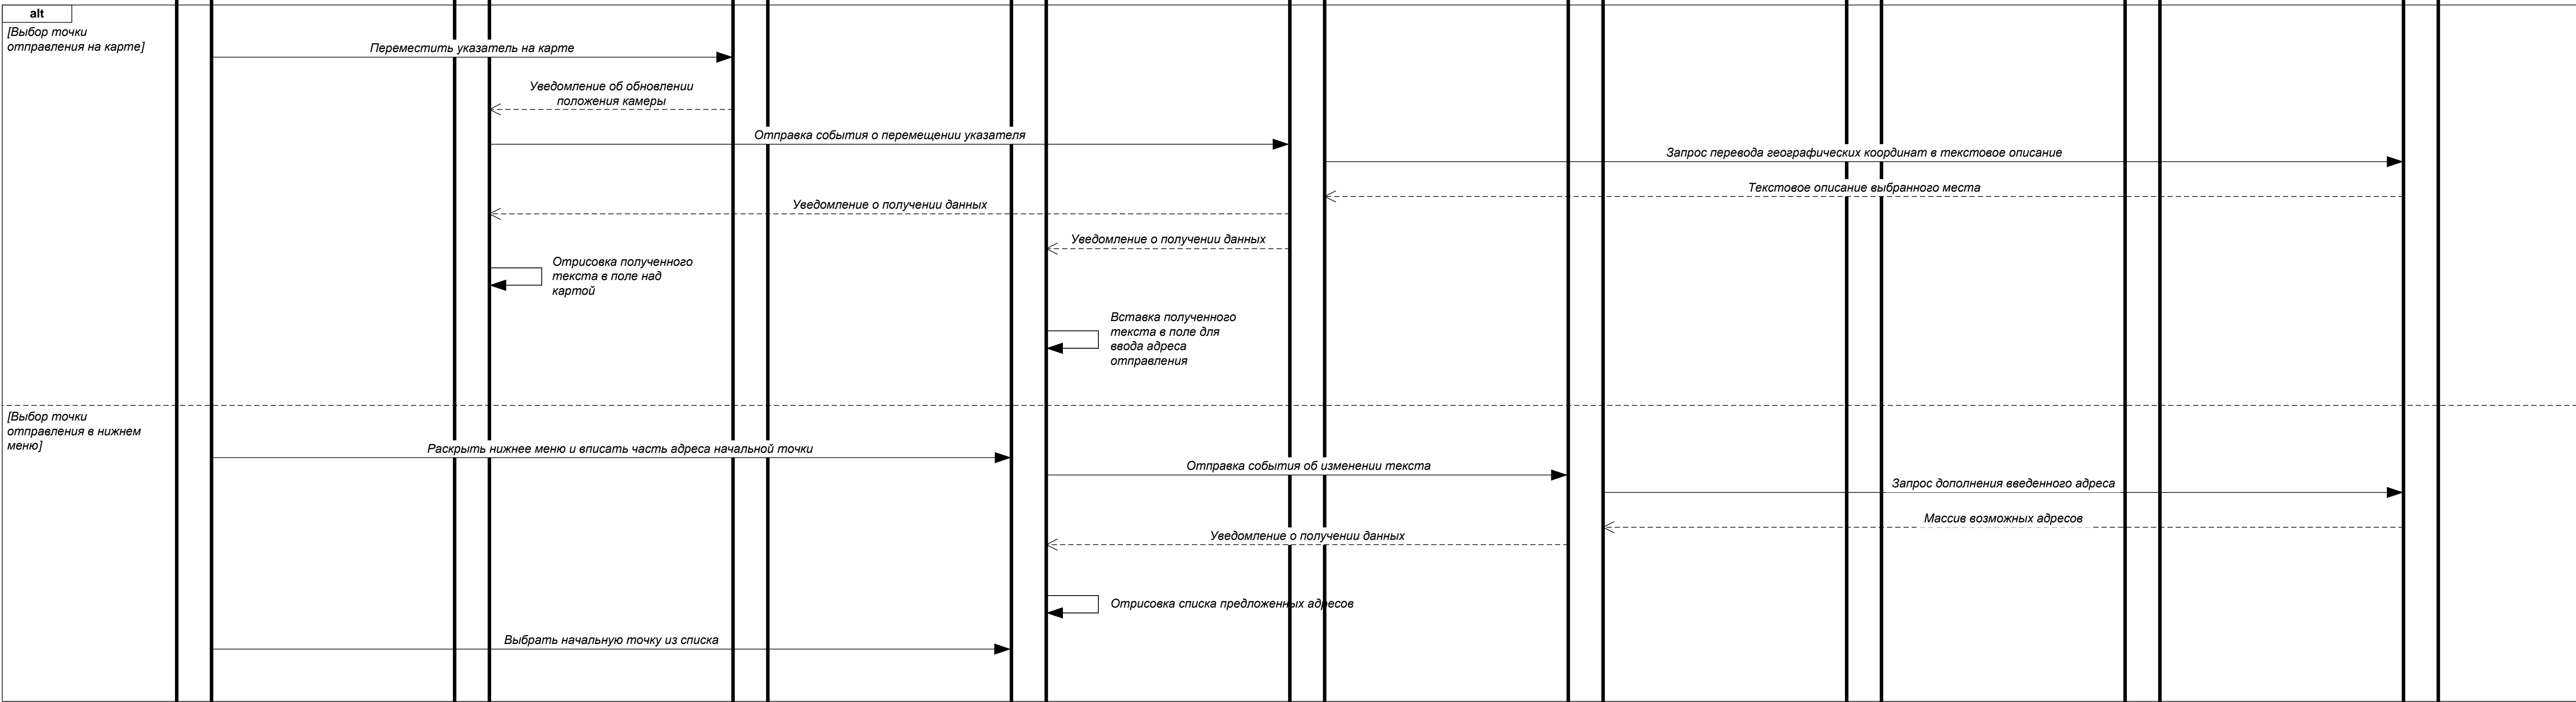 alt
[Выбор точки
отправления на карте]
Переместить указатель на карте
Уведомление об обновлении
положения камеры
Отправка события о перемещении указателя
Запрос перевода географических координат в текстовое описание
Текстовое описание выбранного места
Уведомление о получении данных
Уведомление о получении данных
Отрисовка полученного
текста в поле над
картой
Вставка полученного
текста в поле для
ввода адреса
отправления
[Выбор точки
отправления в нижнем
меню]
Раскрыть нижнее меню и вписать часть адреса начальной точки
Отправка события об изменении текста
Запрос дополнения введенного адреса
Массив возможных адресов
Уведомление о получении данных
Отрисовка списка предложенных адресов
Выбрать начальную точку из списка